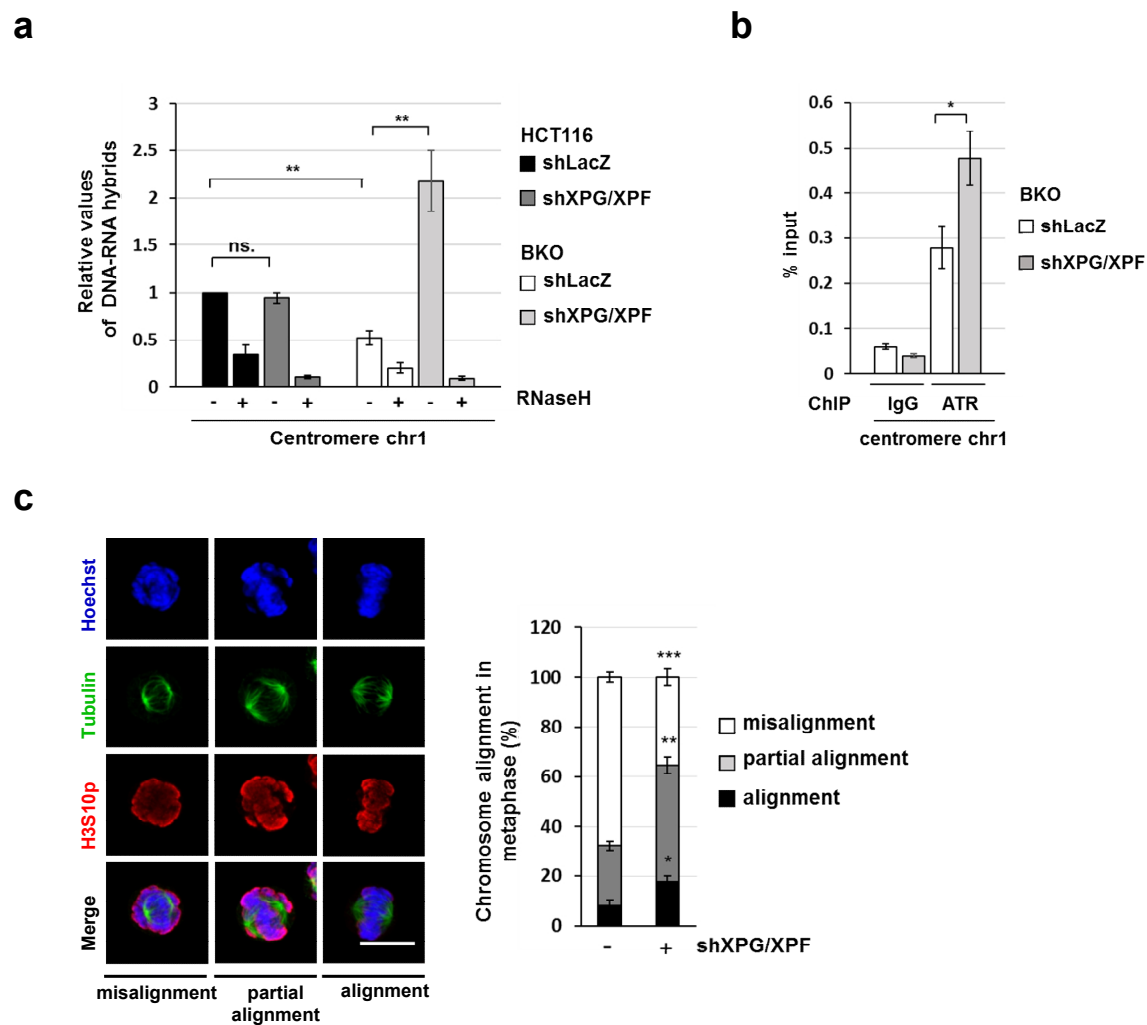 a
3
2.5
2
1.5
1
0.5
0
Relative values
of DNA-RNA hybrids
**
**
ns.
- + - + - + - +
RNaseH
Centromere chr1
HCT116
shLacZ
shXPG/XPF
BKO
shLacZ
shXPG/XPF
b
0.6
0.5
0.4
0.3
0.2
0.1
0
% input
*
ChIP IgG ATR
centromere chr1
BKO
shLacZ
shXPG/XPF
c
Hoechst
Tubulin
H3S10p
Merge
misalignment
partial
alignment
alignment
120
100
80
60
40
20
0
Chromosome alignment in
metaphase (%)
***
**
*
- + shXPG/XPF
misalignment
partial alignment
alignment